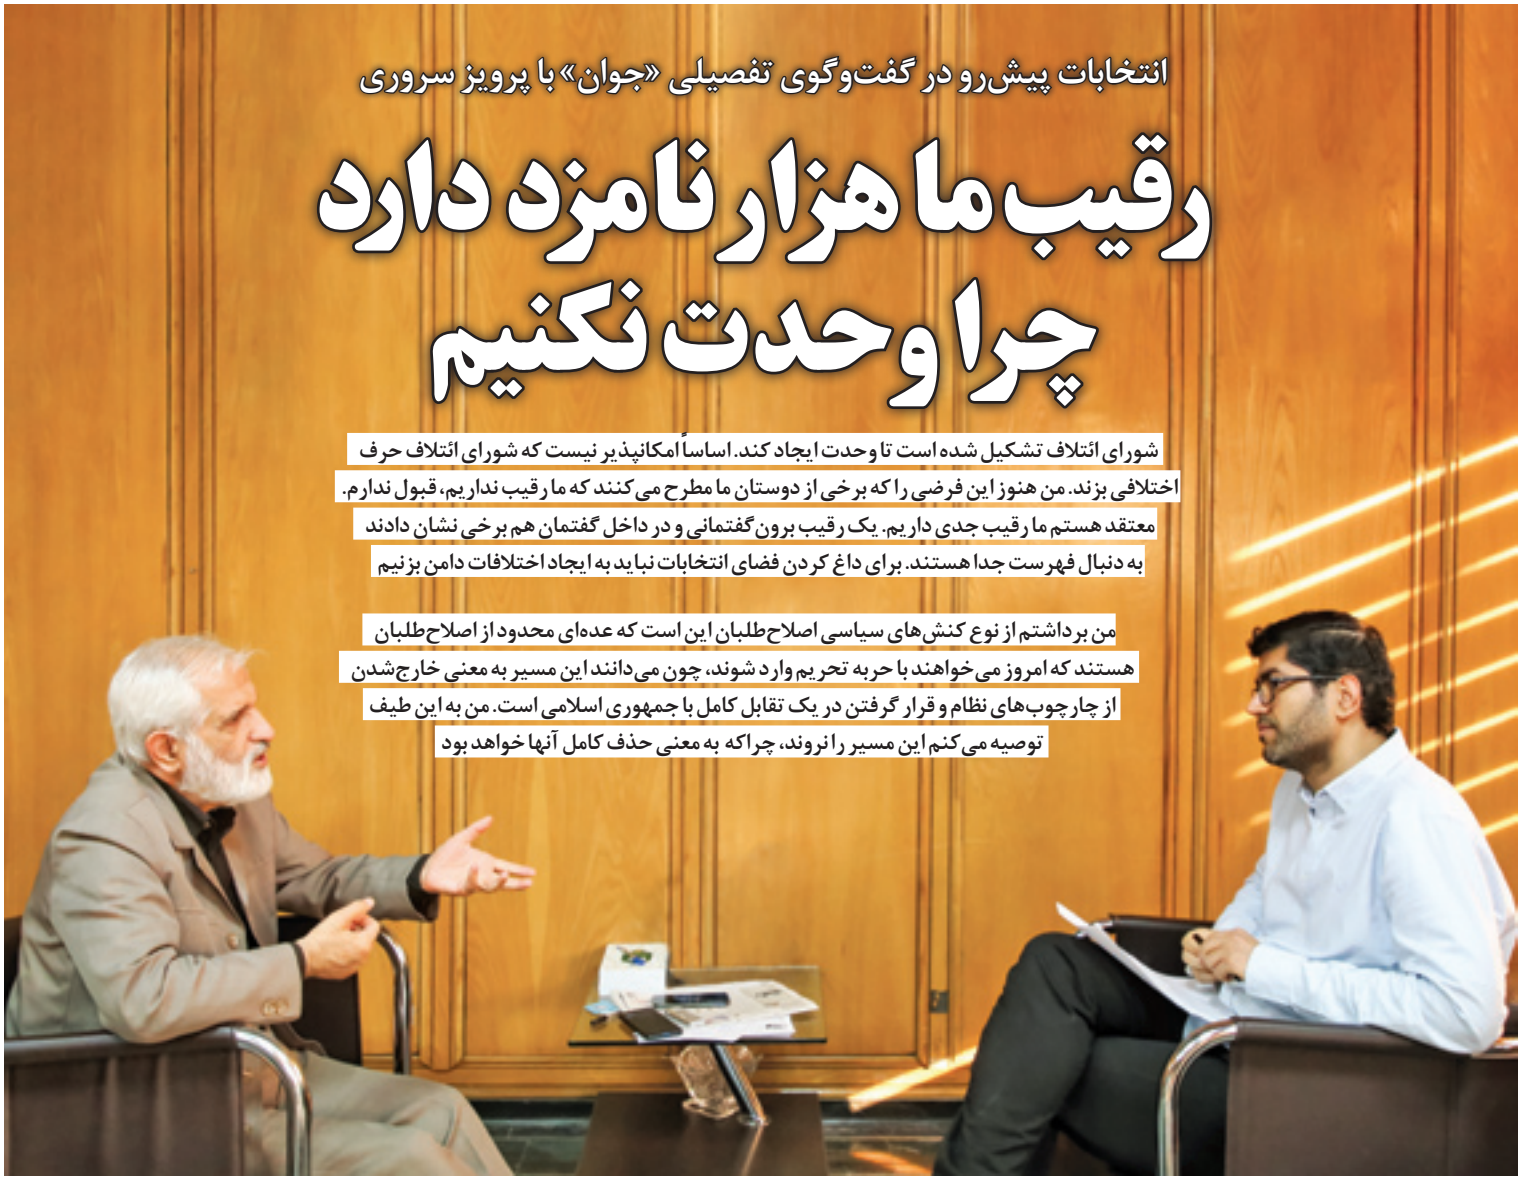 انتخابات پیش‌رو در گفت‌وگوی تفصیلی «جوان» با پرویز سروری
رقیب ما هزار نامزد دارد
چرا وحدت نکنیم
شورای ائتلاف تشکیل شده است تا وحدت ایجاد کند. اساساً امکانپذیر نیست که شورای ائتلاف حرف
اختلافی بزند. من هنوز این فرضی را که برخی از دوستان ما مطرح می‌کنند که ما رقیب نداریم، قبول ندارم.
معتقد هستم ما رقیب جدی داریم. یک رقیب برون‌گفتمانی و در داخل گفتمان هم برخی نشان دادند
به دنبال فهرست جدا هستند. برای داغ کردن فضای انتخابات نباید به ایجاد اختلافات دامن بزنیم
من برداشتم از نوع کنش‌های سیاسی اصلاح‌طلبان این است که عده‌ای محدود از اصلاح‌طلبان
هستند که امروز می‌خواهند با حربه تحریم وارد شوند، چون می‌دانند این مسیر به معنی خارج‌شدن
از چارچوب‌های نظام و قرار گرفتن در یک تقابل کامل با جمهوری اسلامی است. من به این طیف
توصیه می‌کنم این مسیر را نروند، چراکه به معنی حذف کامل آنها خواهد بود